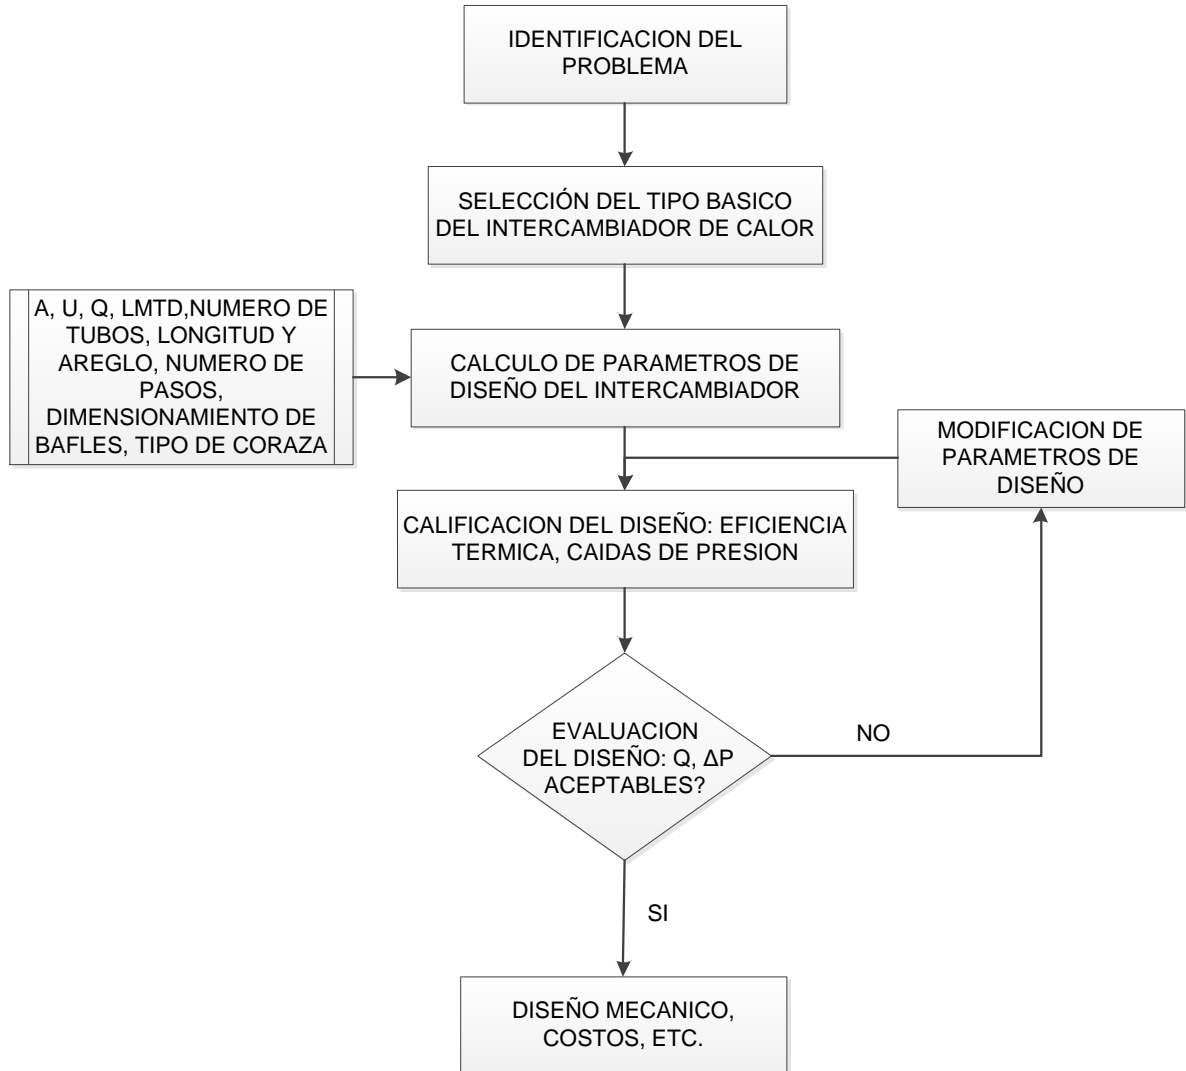 IDENTIFICACION DEL
PROBLEMA
SELECCIÓN DEL TIPO BASICO
DEL INTERCAMBIADOR DE CALOR
A, U, Q, LMTD,NUMERO DE
TUBOS, LONGITUD Y
AREGLO, NUMERO DE
PASOS,
DIMENSIONAMIENTO DE
BAFLES, TIPO DE CORAZA
CALCULO DE PARAMETROS DE
DISEÑO DEL INTERCAMBIADOR
MODIFICACION DE
PARAMETROS DE
DISEÑO
CALIFICACION DEL DISEÑO: EFICIENCIA
TERMICA, CAIDAS DE PRESION
EVALUACION
DEL DISEÑO: Q, ΔP
ACEPTABLES?
NO
SI
DISEÑO MECANICO,
COSTOS, ETC.